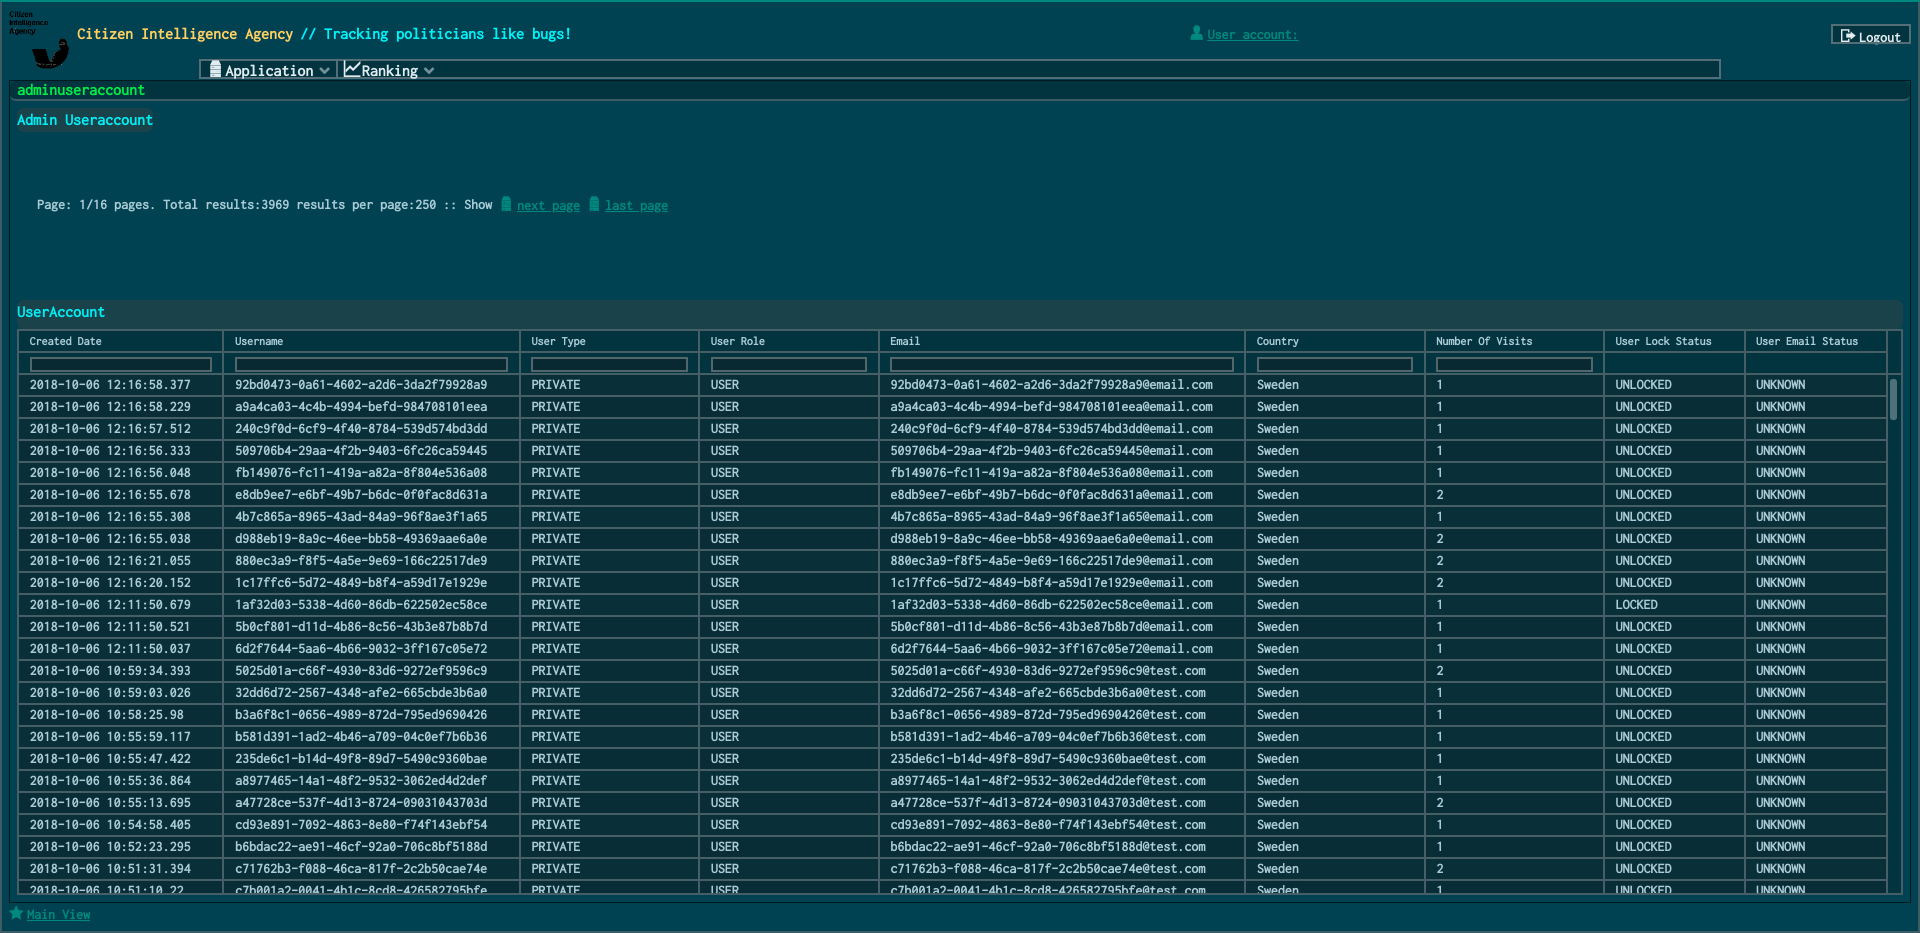 Citizen
Intelligence
Agency
Citizen Intelligence Agency // Tracking politicians like bugs!
User account:
Logout
Application Ranking
adminuseraccount
Admin Useraccount
Page: 1/16 pages. Total results:3969 results per page:250 :: Show next page last page
UserAccount
Created Date Username User Type User Role Email Country Number Of Visits User Lock Status User Email Status
2018-10-06 12:16:58.377 92bd0473-0a61-4602-a2d6-3da2f79928a9 PRIVATE USER 92bd0473-0a61-4602-a2d6-3da2f79928a9@email.com Sweden 1 UNLOCKED UNKNOWN
2018-10-06 12:16:58.229 a9a4ca03-4c4b-4994-befd-984708101eea PRIVATE USER a9a4ca03-4c4b-4994-befd-984708101eea@email.com Sweden 1 UNLOCKED UNKNOWN
2018-10-06 12:16:57.512 240c9f0d-6cf9-4f40-8784-539d574bd3dd PRIVATE USER 240c9f0d-6cf9-4f40-8784-539d574bd3dd@email.com Sweden 1 UNLOCKED UNKNOWN
2018-10-06 12:16:56.333 509706b4-29aa-4f2b-9403-6fc26ca59445 PRIVATE USER 509706b4-29aa-4f2b-9403-6fc26ca59445@email.com Sweden 1 UNLOCKED UNKNOWN
2018-10-06 12:16:56.048 fb149076-fc11-419a-a82a-8f804e536a08 PRIVATE USER fb149076-fc11-419a-a82a-8f804e536a08@email.com Sweden 1 UNLOCKED UNKNOWN
2018-10-06 12:16:55.678 e8db9ee7-e6bf-49b7-b6dc-0f0fac8d631a PRIVATE USER e8db9ee7-e6bf-49b7-b6dc-0f0fac8d631a@email.com Sweden 2 UNLOCKED UNKNOWN
2018-10-06 12:16:55.308 4b7c865a-8965-43ad-84a9-96f8ae3f1a65 PRIVATE USER 4b7c865a-8965-43ad-84a9-96f8ae3f1a65@email.com Sweden 1 UNLOCKED UNKNOWN
2018-10-06 12:16:55.038 d988eb19-8a9c-46ee-bb58-49369aae6a0e PRIVATE USER d988eb19-8a9c-46ee-bb58-49369aae6a0e@email.com Sweden 2 UNLOCKED UNKNOWN
2018-10-06 12:16:21.055 880ec3a9-f8f5-4a5e-9e69-166c22517de9 PRIVATE USER 880ec3a9-f8f5-4a5e-9e69-166c22517de9@email.com Sweden 2 UNLOCKED UNKNOWN
2018-10-06 12:16:20.152 1c17ffc6-5d72-4849-b8f4-a59d17e1929e PRIVATE USER 1c17ffc6-5d72-4849-b8f4-a59d17e1929e@email.com Sweden 2 UNLOCKED UNKNOWN
2018-10-06 12:11:50.679 1af32d03-5338-4d60-86db-622502ec58ce PRIVATE USER 1af32d03-5338-4d60-86db-622502ec58ce@email.com Sweden 1 LOCKED UNKNOWN
2018-10-06 12:11:50.521 5b0cf801-d11d-4b86-8c56-43b3e87b8b7d PRIVATE USER 5b0cf801-d11d-4b86-8c56-43b3e87b8b7d@email.com Sweden 1 UNLOCKED UNKNOWN
2018-10-06 12:11:50.037 6d2f7644-5aa6-4b66-9032-3ff167c05e72 PRIVATE USER 6d2f7644-5aa6-4b66-9032-3ff167c05e72@email.com Sweden 1 UNLOCKED UNKNOWN
2018-10-06 10:59:34.393 5025d01a-c66f-4930-83d6-9272ef9596c9 PRIVATE USER 5025d01a-c66f-4930-83d6-9272ef9596c9@test.com Sweden 2 UNLOCKED UNKNOWN
2018-10-06 10:59:03.026 32dd6d72-2567-4348-afe2-665cbde3b6a0 PRIVATE USER 32dd6d72-2567-4348-afe2-665cbde3b6a0@test.com Sweden 1 UNLOCKED UNKNOWN
2018-10-06 10:58:25.98 b3a6f8c1-0656-4989-872d-795ed9690426 PRIVATE USER b3a6f8c1-0656-4989-872d-795ed9690426@test.com Sweden 1 UNLOCKED UNKNOWN
2018-10-06 10:55:59.117 b581d391-1ad2-4b46-a709-04c0ef7b6b36 PRIVATE USER b581d391-1ad2-4b46-a709-04c0ef7b6b36@test.com Sweden 1 UNLOCKED UNKNOWN
2018-10-06 10:55:47.422 235de6c1-b14d-49f8-89d7-5490c9360bae PRIVATE USER 235de6c1-b14d-49f8-89d7-5490c9360bae@test.com Sweden 1 UNLOCKED UNKNOWN
2018-10-06 10:55:36.864 a8977465-14a1-48f2-9532-3062ed4d2def PRIVATE USER a8977465-14a1-48f2-9532-3062ed4d2def@test.com Sweden 1 UNLOCKED UNKNOWN
2018-10-06 10:55:13.695 a47728ce-537f-4d13-8724-09031043703d PRIVATE USER a47728ce-537f-4d13-8724-09031043703d@test.com Sweden 2 UNLOCKED UNKNOWN
2018-10-06 10:54:58.405 cd93e891-7092-4863-8e80-f74f143ebf54 PRIVATE USER cd93e891-7092-4863-8e80-f74f143ebf54@test.com Sweden 1 UNLOCKED UNKNOWN
2018-10-06 10:52:23.295 b6bdac22-ae91-46cf-92a0-706c8bf5188d PRIVATE USER b6bdac22-ae91-46cf-92a0-706c8bf5188d@test.com Sweden 1 UNLOCKED UNKNOWN
2018-10-06 10:51:31.394 c71762b3-f088-46ca-817f-2c2b50cae74e PRIVATE USER c71762b3-f088-46ca-817f-2c2b50cae74e@test.com Sweden 2 UNLOCKED UNKNOWN
2018-10-06 10:51:10.22 c7b001a2-0041-4b1c-8cd8-426582795bfe PRIVATE USER c7b001a2-0041-4b1c-8cd8-426582795bfe@test.com Sweden 1 UNLOCKED UNKNOWN
Main View